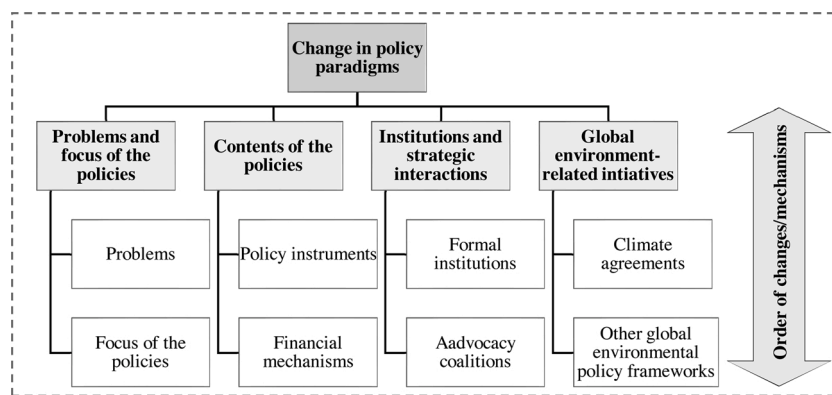 Change in policy
paradigms
Problems and
focus of the
policies
Contents of the
policies
Institutions and
strategic
interactions
Global
environment-
related intiatives
Problems
Policy instruments
Formal
institutions
Climate
agreements
Focus of the
policies
Financial
mechanisms
Aadvocacy
coalitions
Other global
environmental
policy frameworks
Order of changes/mechanisms